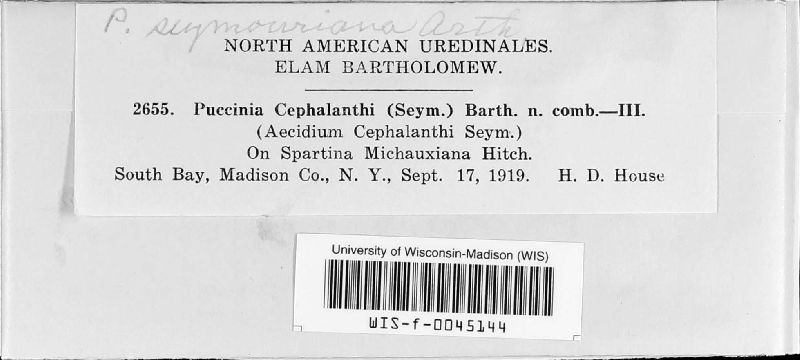 P. seymouriana Arth.
NORTH AMERICAN UREDINALES.
ELAM BARTHOLOMEW.
2655. Puccinia Cephalanthi (Seym.) Barth. n. comb.—III.
(Aecidium Cephalanthi Seym.)
On Spartina Michauxiana Hitch.
South Bay, Madison Co., N. Y., Sept. 17, 1919. H. D. House
University of Wisconsin-Madison (WIS)
WIS-f-0045144